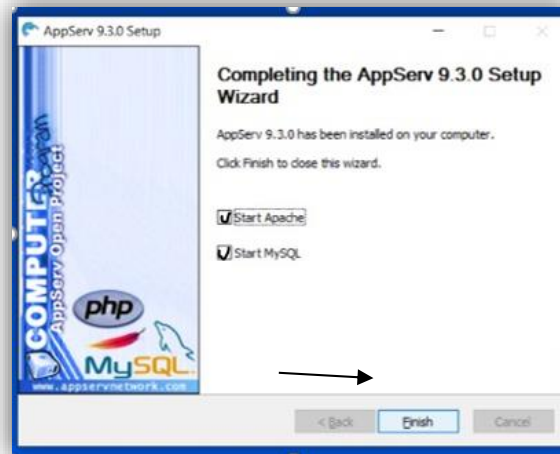 AppServ 9.3.0 Setup
Completing the AppServ 9.3.0 Setup
Wizard
AppServ 9.3.0 has been installed on your computer.
Click Finish to close this wizard.
Start Apache
Start MySQL
COMPUTER
Program
AppServ Open Project
php
MySQL
www.appservnetwork.com
< Back
Finish
Cancel